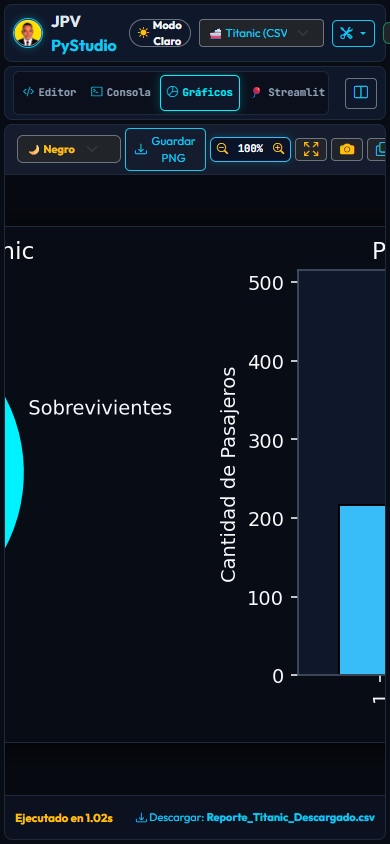 JPV
PyStudio
Modo
Claro
Titanic (CSV
Editor
Consola
Gráficos
Streamlit
Negro
Guardar
PNG
100%
nic
P
500
400
300
200
100
0
Sobrevivientes
Cantidad de Pasajeros
1 -
Ejecutado en 1.02s
Descargar: Reporte_Titanic_Descargado.csv